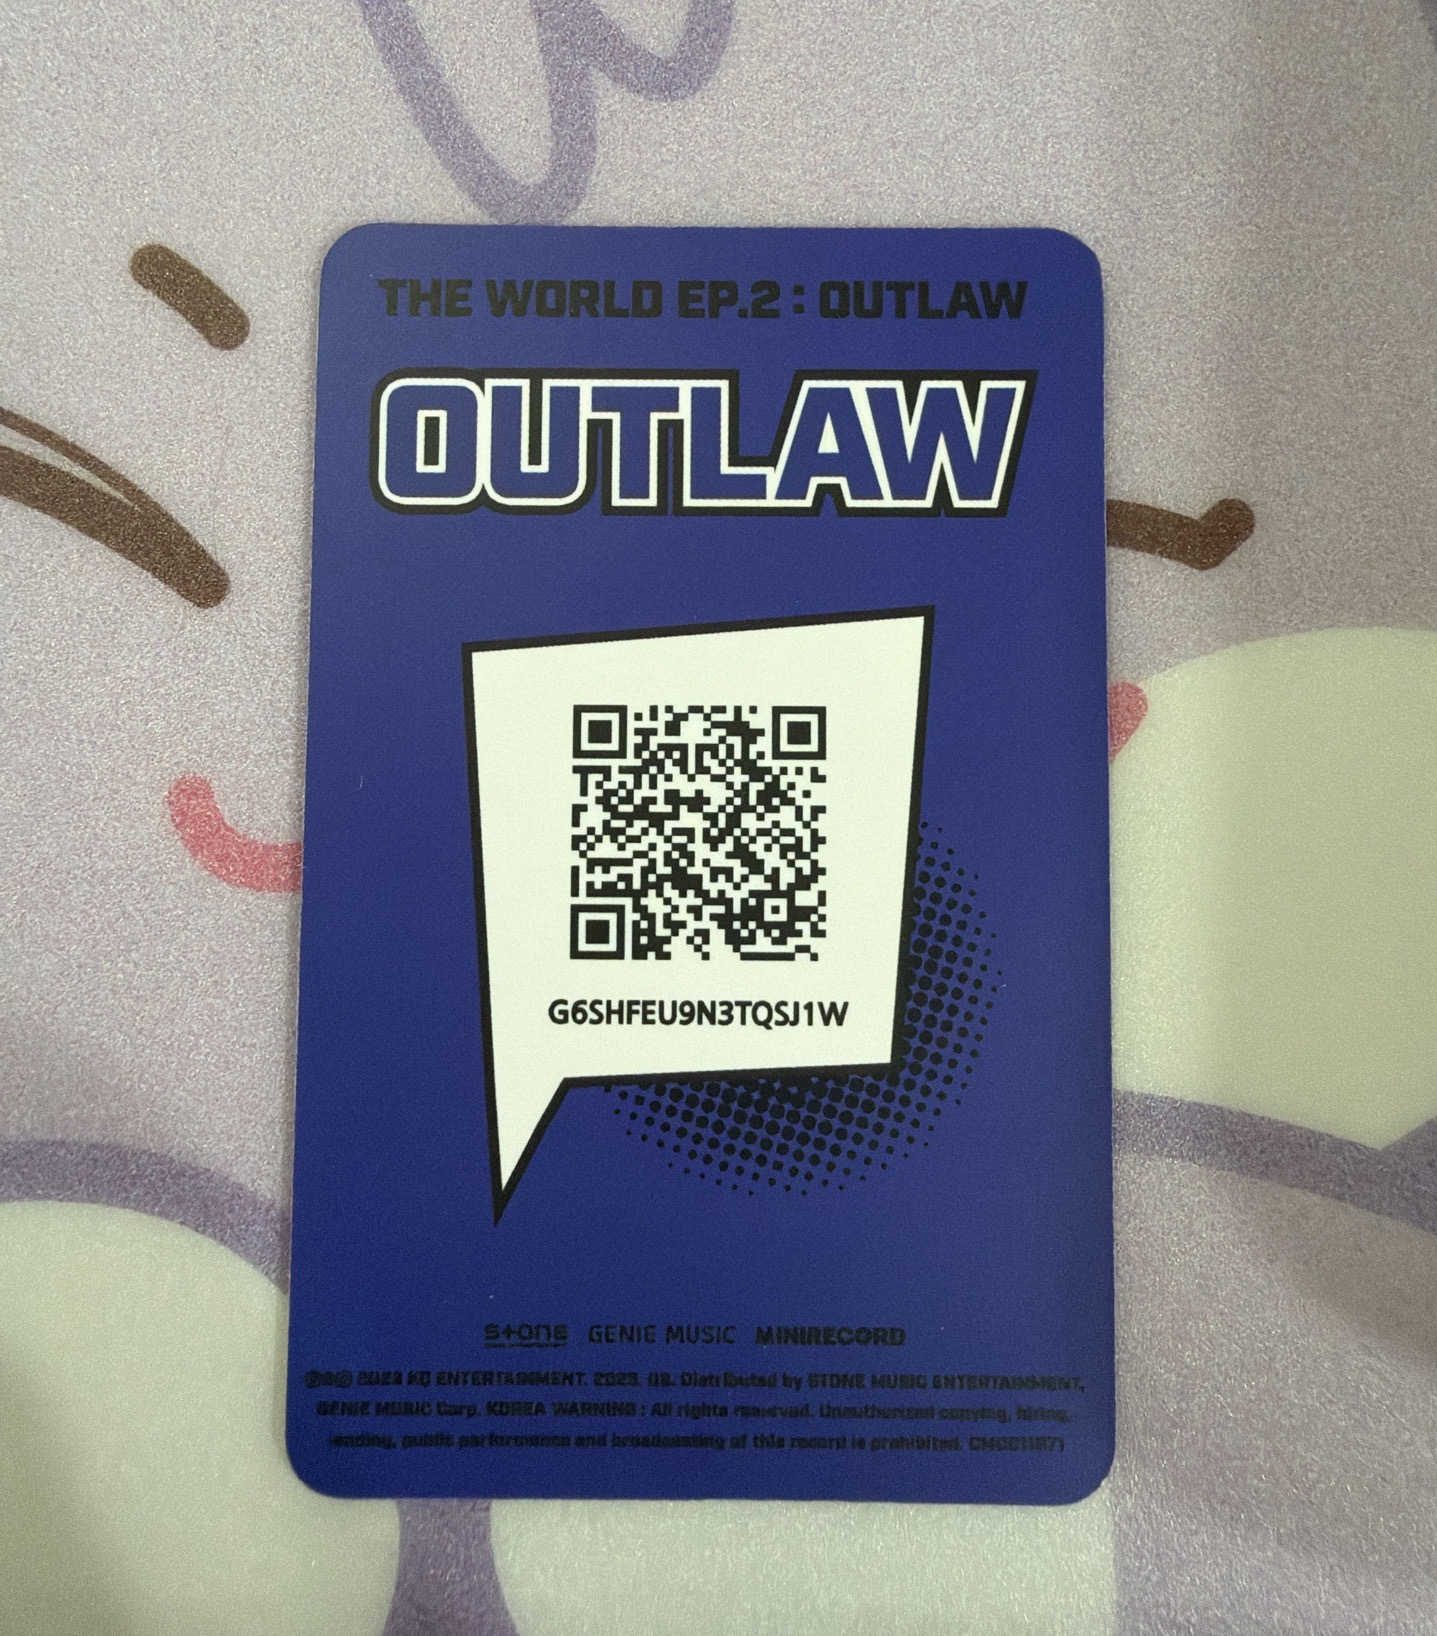 THE WORLD EP.2 : OUTLAW
OUTLAW
G6SHFEU9N3TQSJ1W
STONE GENIE MUSIC MINIRECORD
2023 KQ ENTERTAINMENT. 2023. Distributed by STONE MUSIC ENTERTAINMENT,
GENIE MUSIC Corp. KOREA WARNING : All rights reserved. Unauthorized copying, hiring,
lending, public performance and broadcasting of this record is prohibited.